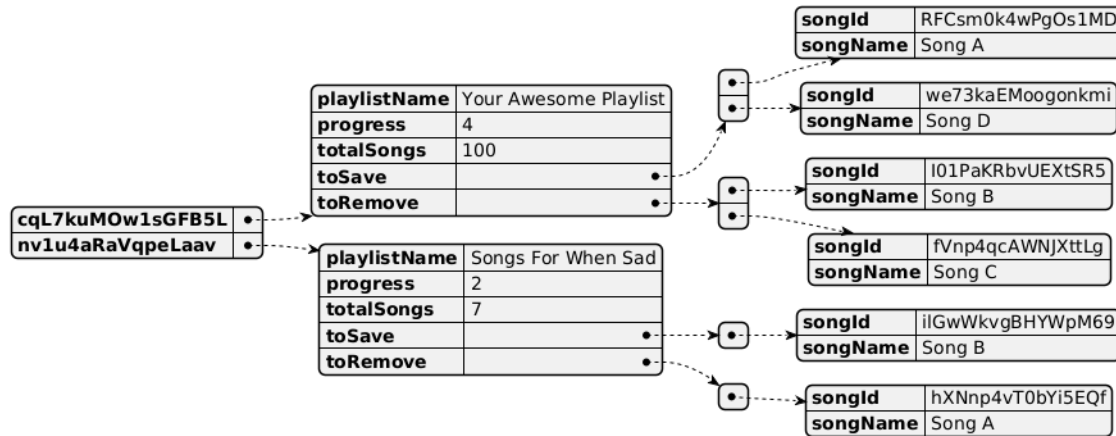 songId RFCsm0k4wPgOs1MD
songName Song A
playlistName Your Awesome Playlist
progress 4
totalSongs 100
toSave
toRemove
songId we73kaEMoogonkmi
songName Song D
songId I01PaKRbvUEXtSR5
songName Song B
songId fVnp4qcAWNJXttLg
songName Song C
cqL7kuMOw1sGFB5L
nv1u4aRaVqpeLaav
playlistName Songs For When Sad
progress 2
totalSongs 7
toSave
toRemove
songId ilGwWkvgBHYWpM69
songName Song B
songId hXNnp4vT0bYi5EQf
songName Song A